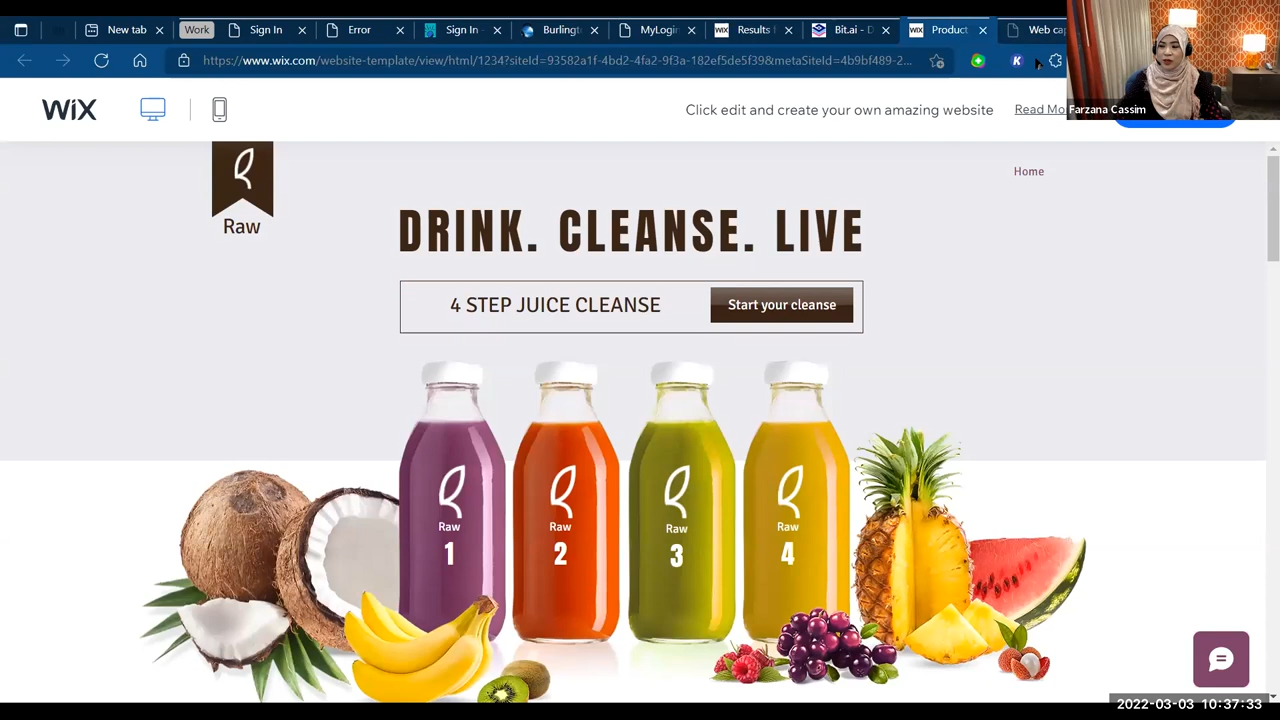 New tab
Work
Sign In
Error
Sign In -
Burlingt
MyLogin
WiX
Results f
Bit.ai - D
WiX
Product
Web cap
https://www.wix.com/website-template/view/html/1234?siteId=93582a1f-4bd2-4fa2-9f3a-182ef5de5f39&metaSiteId=4b9bf489-2...
K
WiX
Click edit and create your own amazing website
Read Mo
Farzana Cassim
Raw
Home
DRINK. CLEANSE. LIVE
4 STEP JUICE CLEANSE
Start your cleanse
Raw
1
Raw
2
Raw
3
Raw
4
2022-03-03 10:37:33